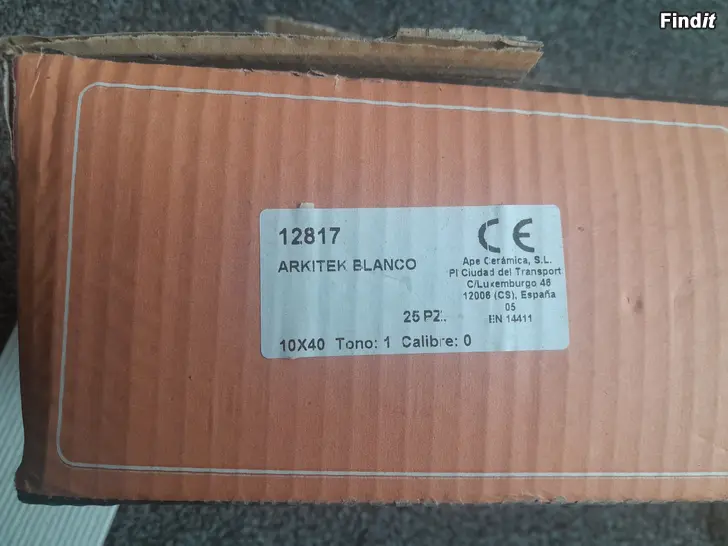 Findit
12817
ARKITEK BLANCO
25 PZ.
10X40 Tono: 1 Calibre: 0
CE
Ape Cerámica, S.L.
Pl Ciudad del Transport
C/Luxemburgo 46
12006 (CS), España
05
EN 14411